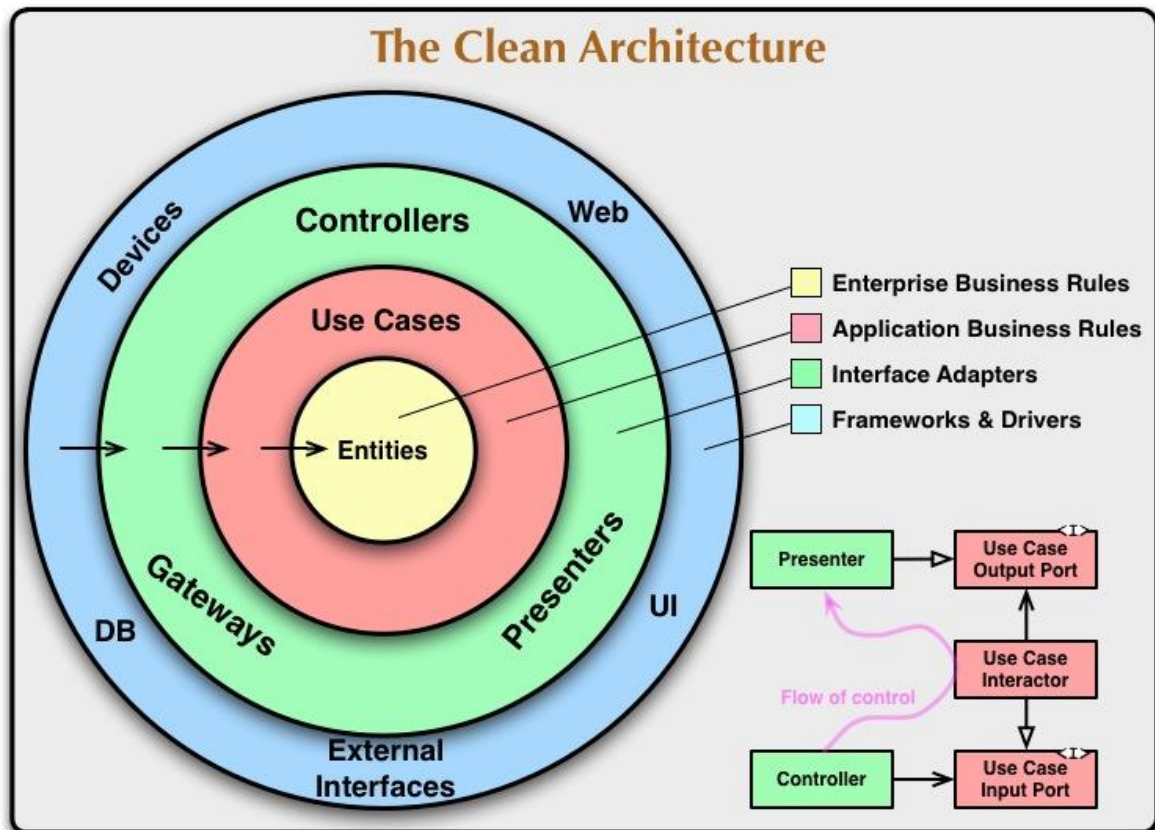 The Clean Architecture
Devices
Web
Controllers
Use Cases
Entities
Gateways
Presenters
DB
UI
External
Interfaces
Enterprise Business Rules
Application Business Rules
Interface Adapters
Frameworks & Drivers
Presenter
<I>
Use Case
Output Port
Use Case
Interactor
Flow of control
Controller
<I>
Use Case
Input Port